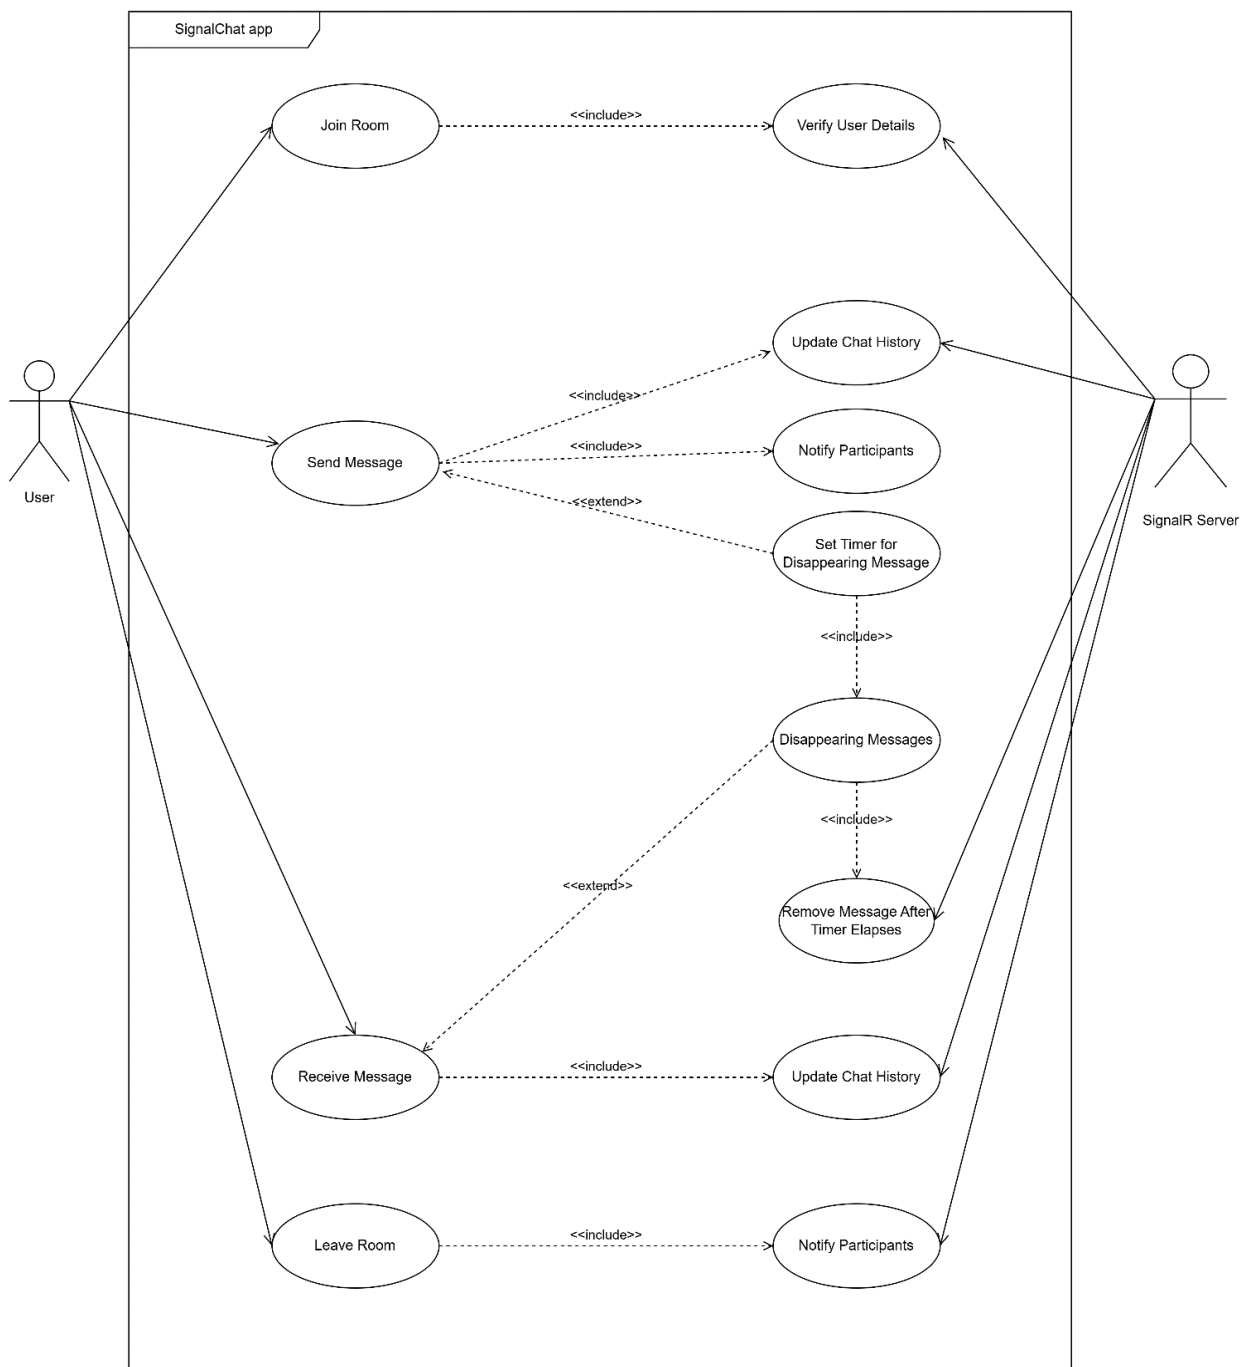 SignalChat app
Join Room
<<include>>
Verify User Details
Update Chat History
<<include>>
<<include>>
Notify Participants
Send Message
User
<<extend>>
SignalR Server
Set Timer for
Disappearing Message
<<include>>
Disappearing Messages
<<include>>
<<extend>>
Remove Message After
Timer Elapses
Receive Message
<<include>>
Update Chat History
Leave Room
<<include>>
Notify Participants